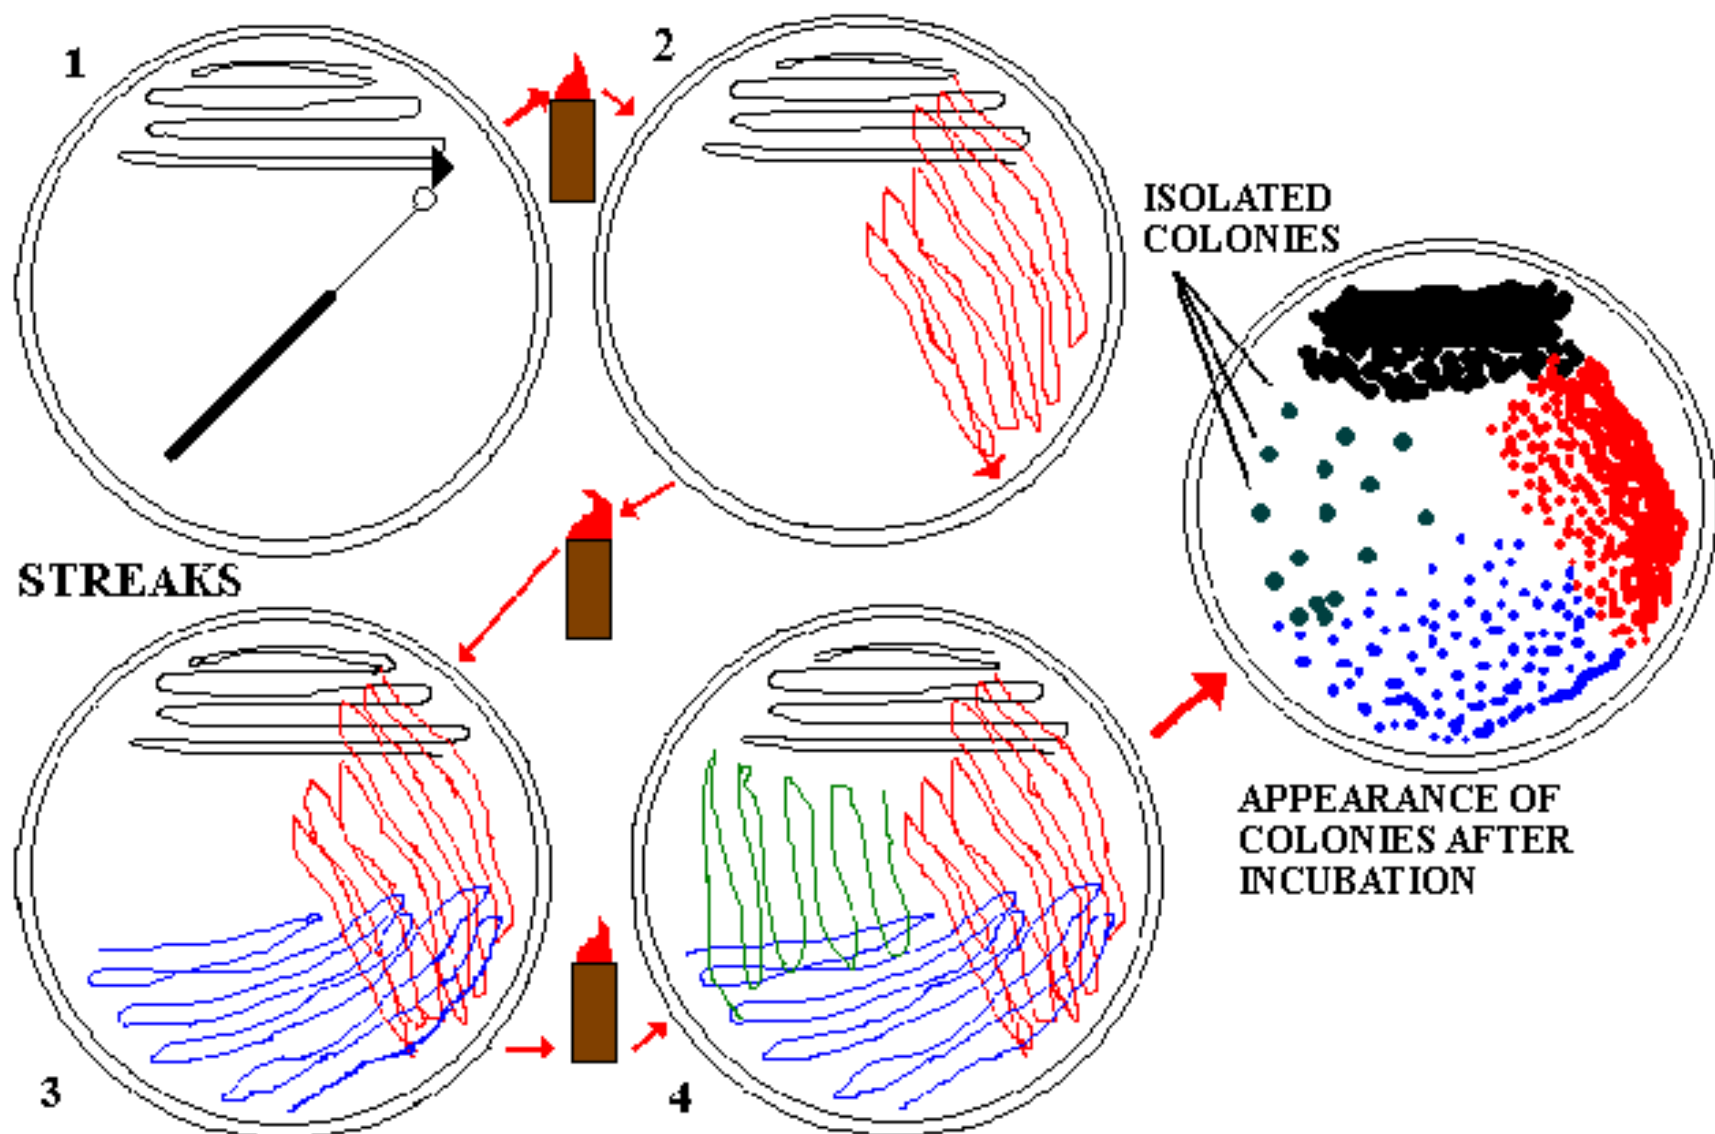 1
2
ISOLATED
COLONIES
STREAKS
3
4
APPEARANCE OF
COLONIES AFTER
INCUBATION